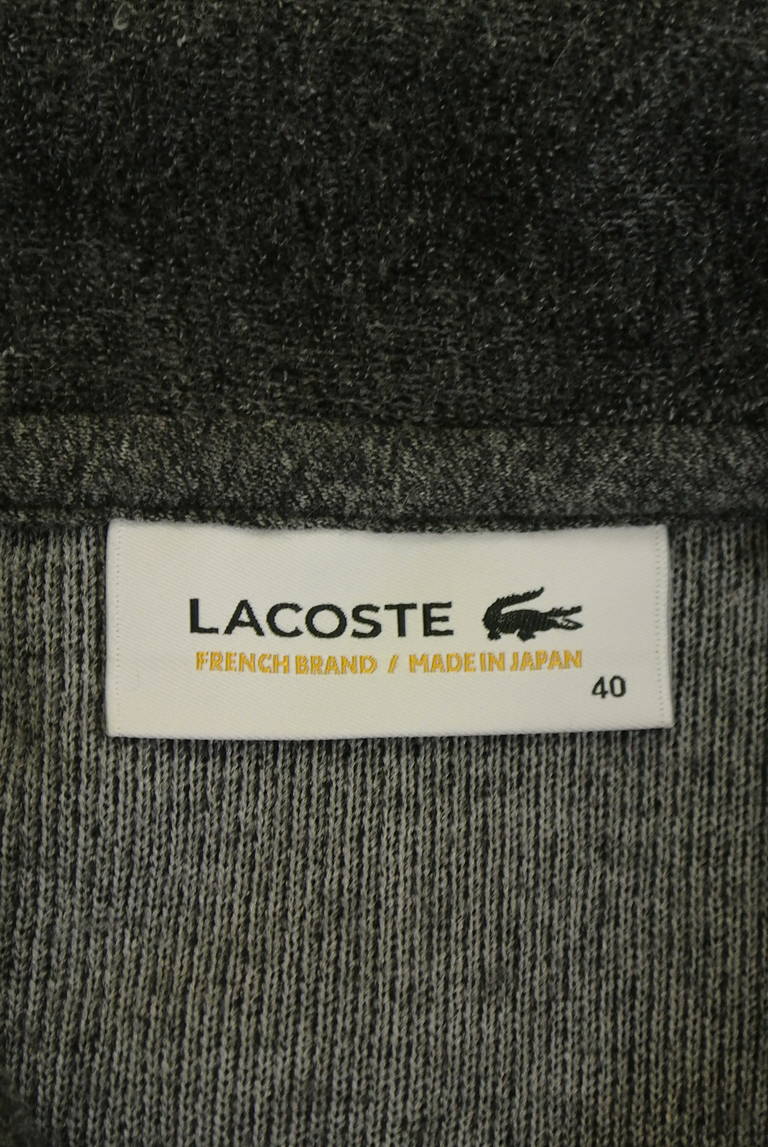 LACOSTE
FRENCH BRAND / MADE IN JAPAN
40